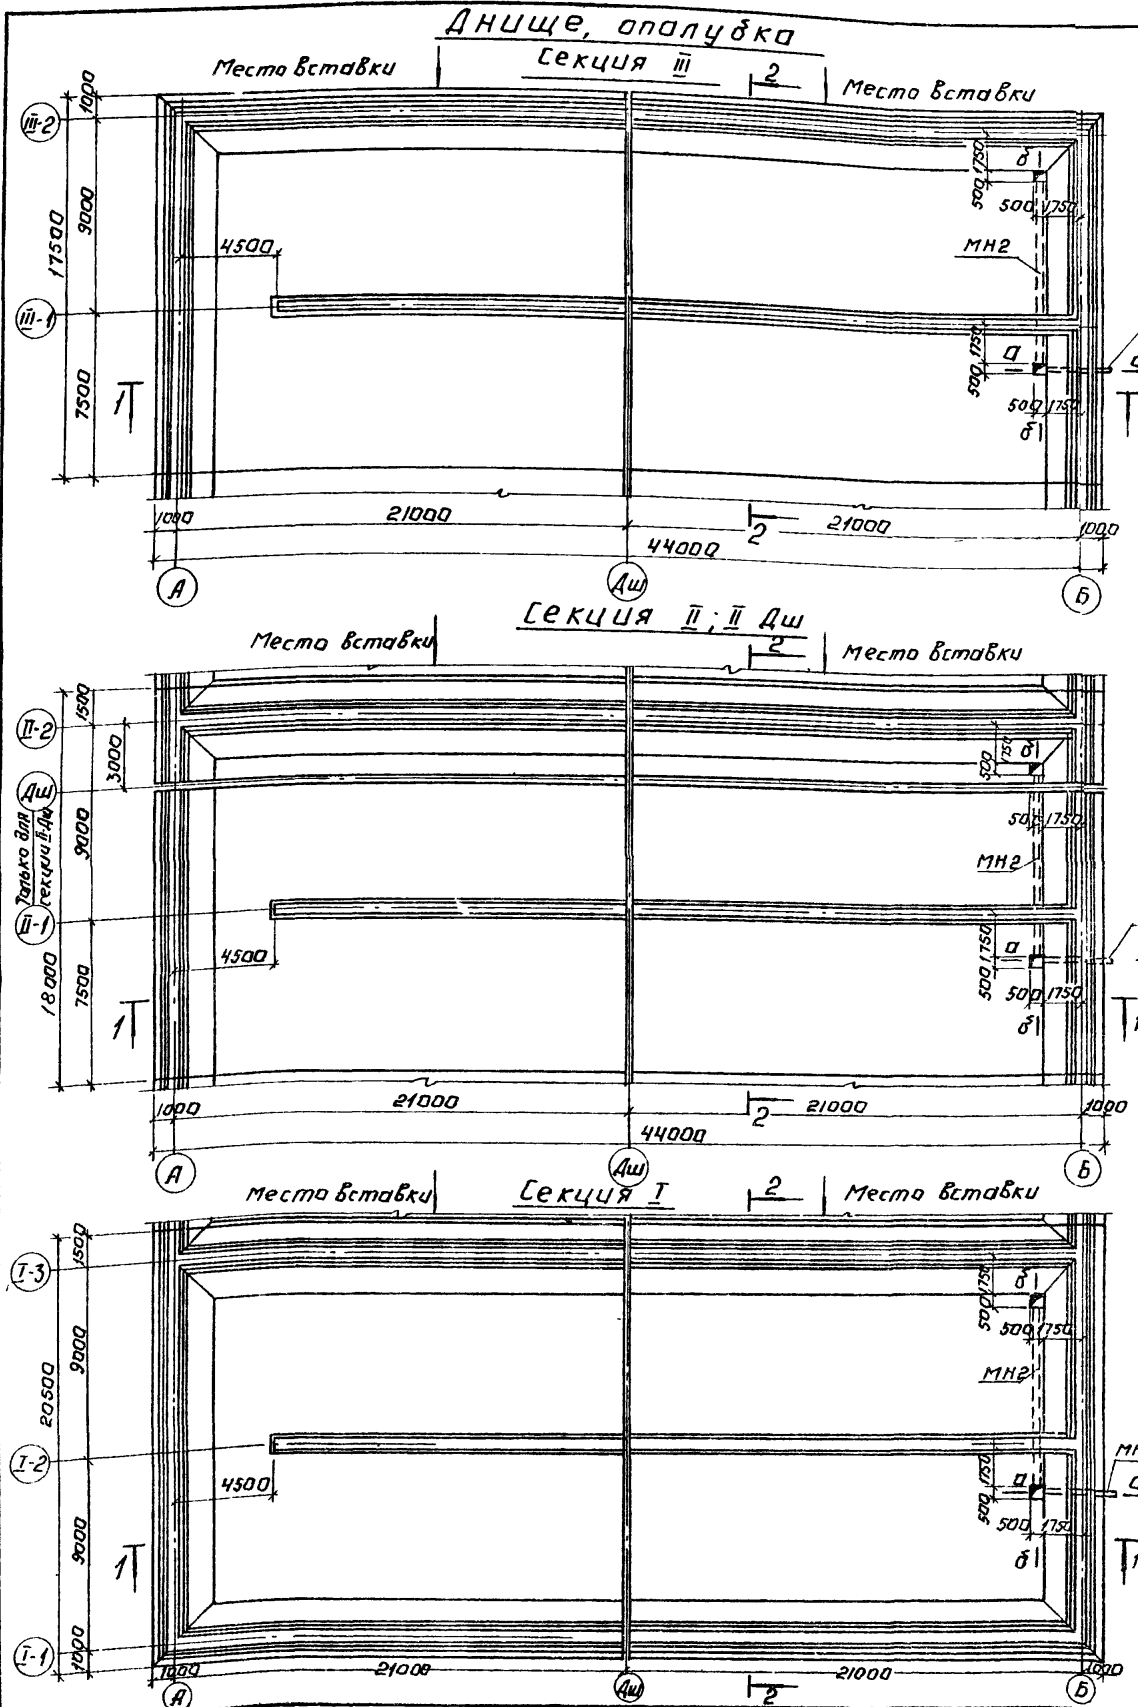 Днище, опалубка
Секция III
Место вставки
2
Место вставки
1000
III-2
17500
9000
4500
III-1
7500
1
500 1750
б
500 1750
МН2
500 1750
а
500 1750
б
1000
21000
2
21000
1000
44000
А
Дш
Б
Секция II; II Дш
Место вставки
2
Место вставки
1500
II-2
3000
Дш
только для
секции II-Дш
9000
II-1
18000
7500
4500
1
500 1750
б
500 1750
МН2
500 1750
а
500 1750
б
1
1000
21000
2
21000
1000
44000
А
Дш
Б
Секция I
Место вставки
2
Место вставки
1500
I-3
20500
9000
I-2
4500
9000
1
I-1
1000
500 1750
б
500 1750
МН2
500 1750
а
500 1750
б
1
1000
21000
21000
1000
А
Дш
2
Б